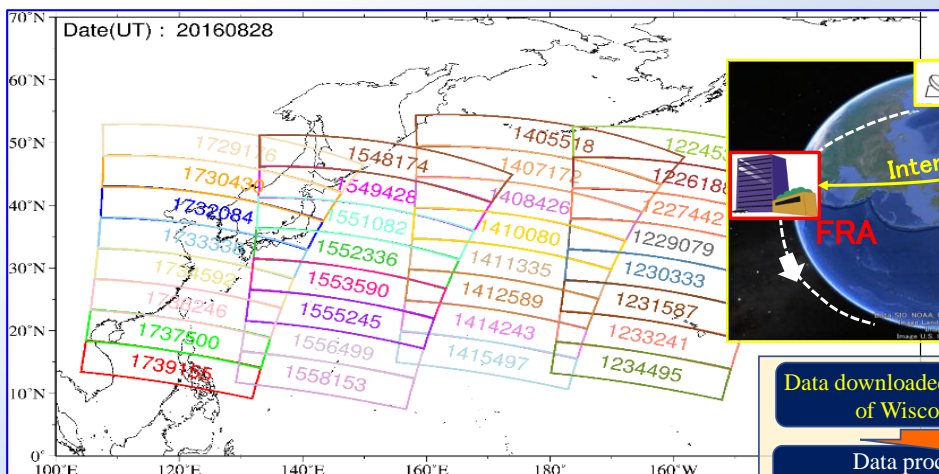 Date(UT) : 20160828
70°N
60°N
50°N
40°N
30°N
20°N
10°N
0°
100°E
120°E
140°E
160°E
180°
160°W
1729176
1732084
1737500
1739155
1548174
1549428
1551082
1552336
1553590
1555245
1556499
1558153
1405518
1407172
1408426
1410080
1411335
1412589
1414243
1415497
1226188
1227442
1229079
1230333
1231587
1233241
1234495
Inter
FRA
Data downloaded
of Wisco
Data proc